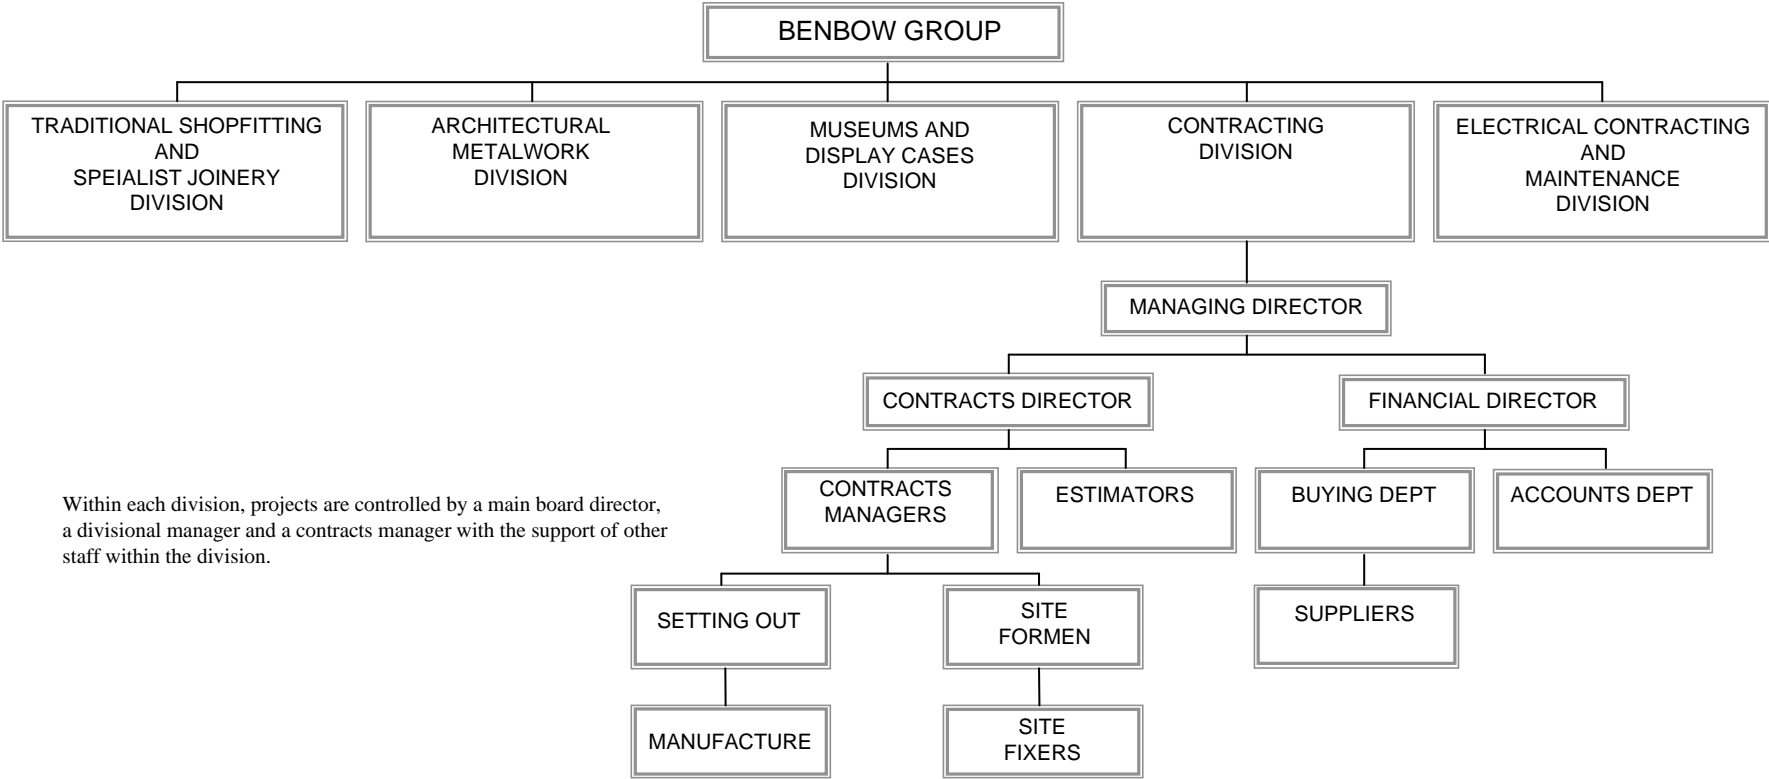 BENBOW GROUP
TRADITIONAL SHOPFITTING
AND
SPEIALIST JOINERY
DIVISION
ARCHITECTURAL
METALWORK
DIVISION
MUSEUMS AND
DISPLAY CASES
DIVISION
CONTRACTING
DIVISION
ELECTRICAL CONTRACTING
AND
MAINTENANCE
DIVISION
MANAGING DIRECTOR
CONTRACTS DIRECTOR
FINANCIAL DIRECTOR
CONTRACTS
MANAGERS
ESTIMATORS
BUYING DEPT
ACCOUNTS DEPT
Within each division, projects are controlled by a main board director,
a divisional manager and a contracts manager with the support of other
staff within the division.
SETTING OUT
SITE
FORMEN
SUPPLIERS
MANUFACTURE
SITE
FIXERS